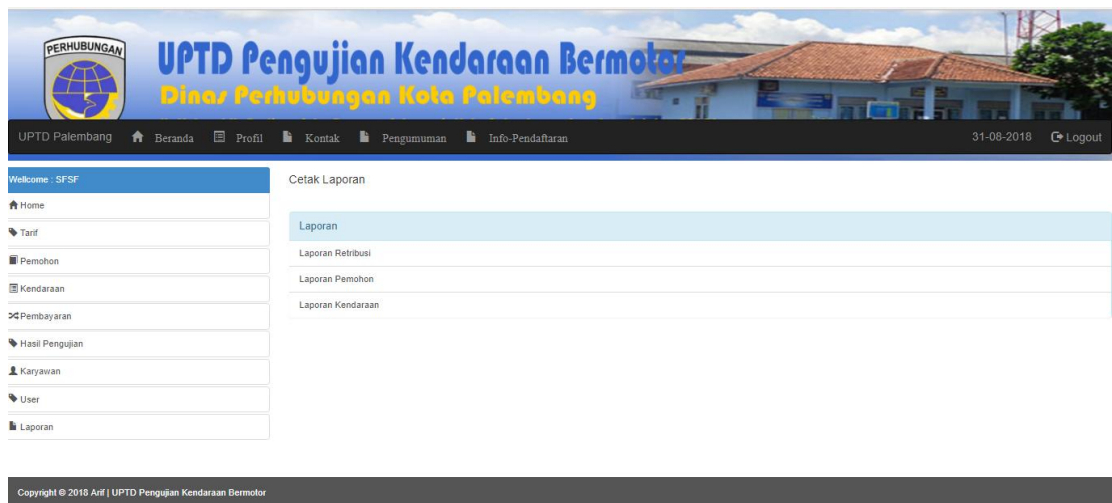 PERHUBUNGAN
UPTD Pengujian Kendaraan Bermotor
Dinas Perhubungan Kota Palembang
UPTD Palembang Beranda Profil Kontak Pengumuman Info-Pendaftaran 31-08-2018 Logout
Wellcome : SFSF
Home
Tarif
Pemohon
Kendaraan
Pembayaran
Hasil Pengujian
Karyawan
User
Laporan
Cetak Laporan
Laporan
Laporan Retribusi
Laporan Pemohon
Laporan Kendaraan
Copyright © 2018 Arif | UPTD Pengujian Kendaraan Bermotor